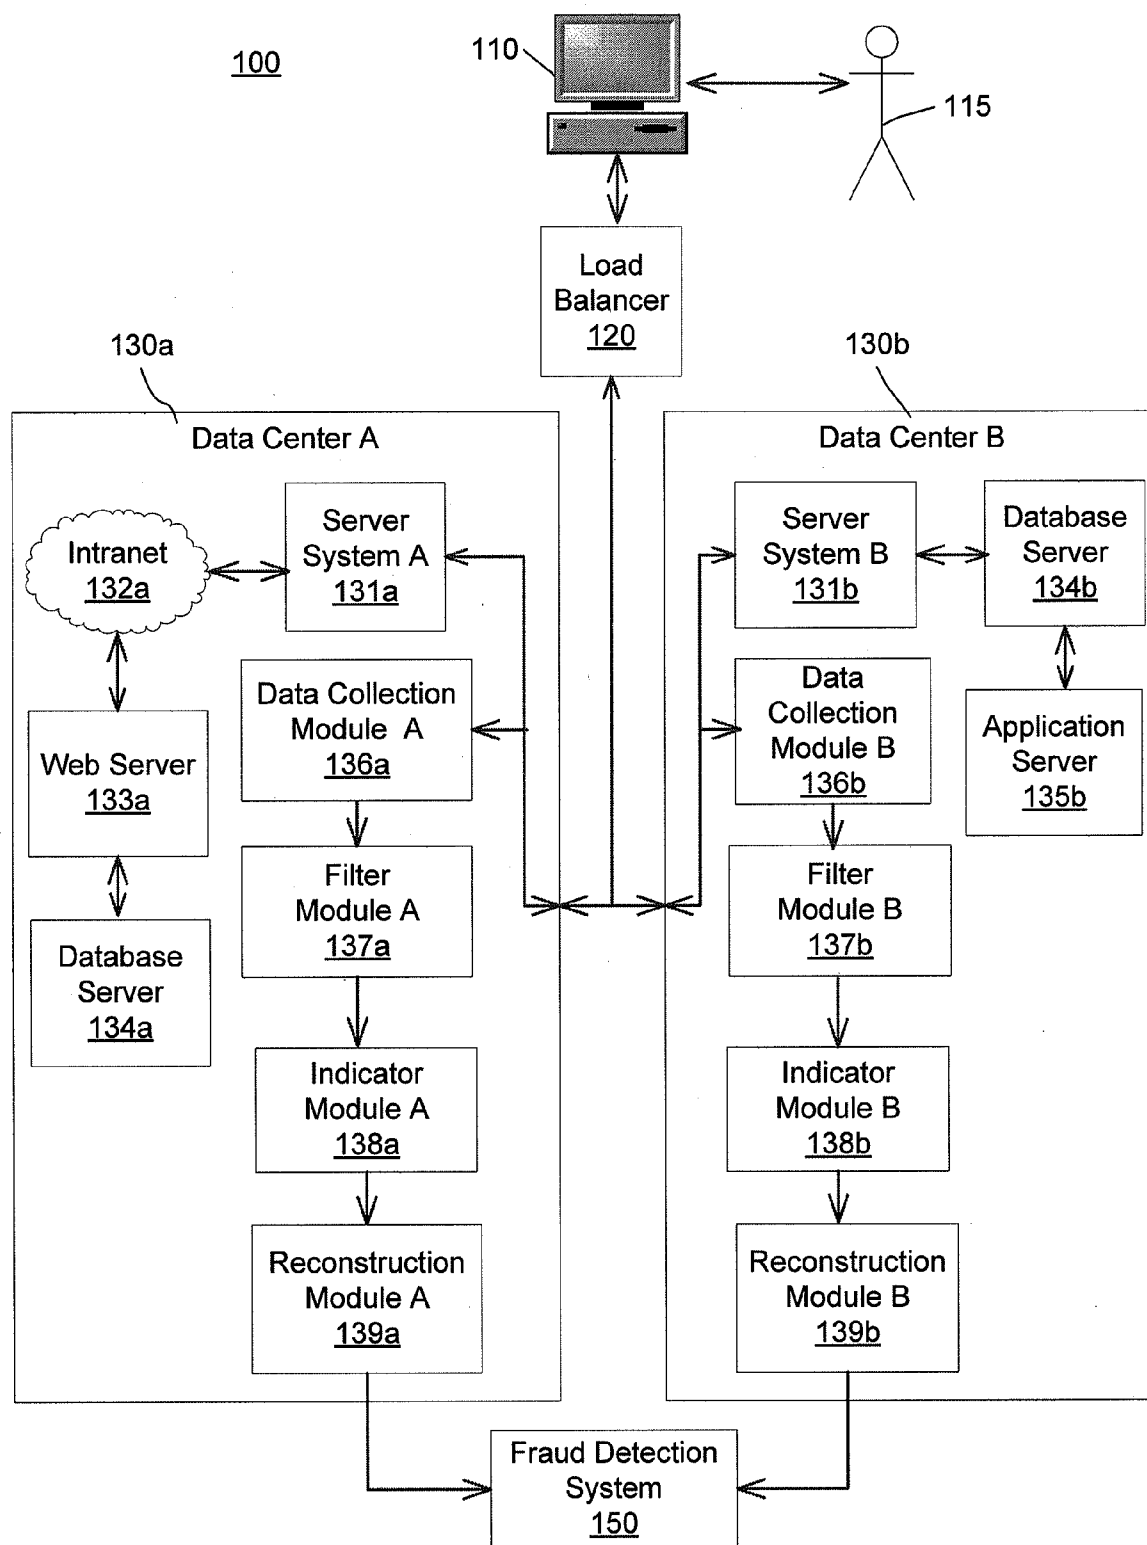 100
110
115
Load
Balancer
120
130a
130b
Data Center A
Data Center B
Intranet
132a
Server
System A
131a
Server
System B
131b
Database
Server
134b
Data Collection
Module A
136a
Data
Collection
Module B
136b
Web Server
133a
Application
Server
135b
Filter
Module A
137a
Filter
Module B
137b
Database
Server
134a
Indicator
Module A
138a
Indicator
Module B
138b
Reconstruction
Module A
139a
Reconstruction
Module B
139b
Fraud Detection
System
150